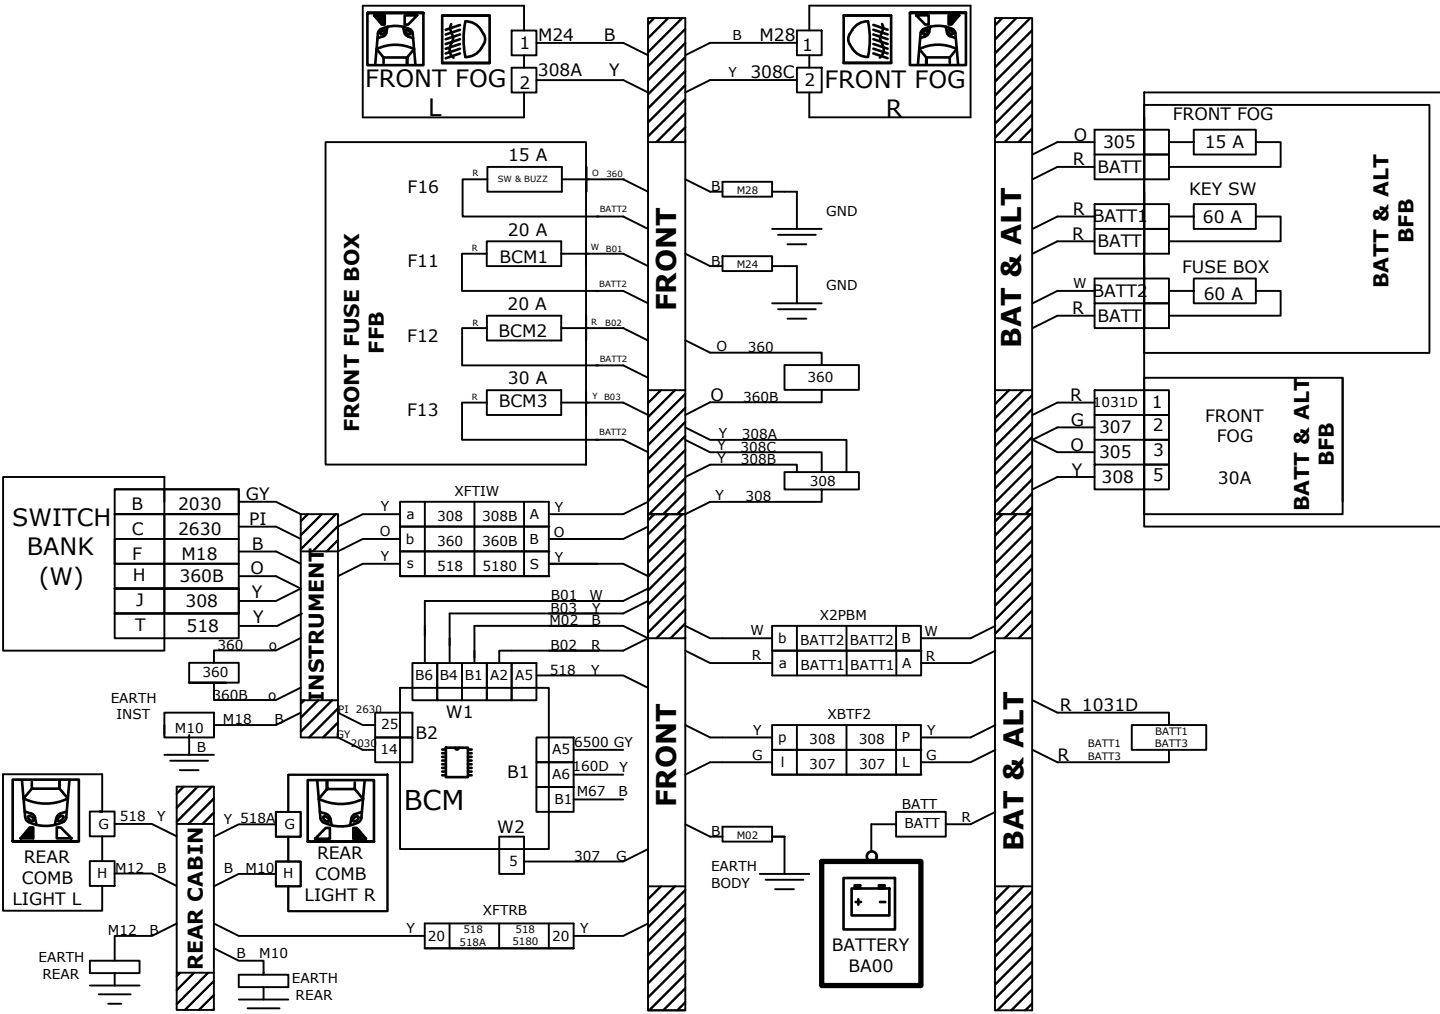 1 M24 B
2 308A Y
FRONT FOG
L
B M28 1
Y 308C 2
FRONT FOG
R
FRONT FUSE BOX
FFB
F16
15 A
R SW & BUZZ O 360
BATT2
F11
20 A
R BCM1 W B01
BATT2
F12
20 A
R BCM2 R B02
BATT2
F13
30 A
R BCM3 Y B03
BATT2
FRONT
B M28
GND
B M24
GND
O 360
360
O 360B
Y 308A
Y 308C
Y 308B
308
Y 308
BAT & ALT
FRONT FOG
O 305 15 A
R BATT
KEY SW
R BATT1 60 A
R BATT
FUSE BOX
W BATT2 60 A
R BATT
BATT & ALT
BFB
R 1031D 1
G 307 2
O 305 3
Y 308 5
FRONT
FOG
30A
BATT & ALT
BFB
SWITCH
BANK
(W)
B 2030 GY
C 2630 PI
F M18 B
H 360B O
J 308 Y
T 518 Y
360 o
360
360B o
EARTH
INST
M10
M18 B
B
INSTRUMENT
XFTIW
Y a 308 308B A Y
O b 360 360B B O
Y s 518 5180 S Y
B01 W
B03 Y
M02 B
B02 R
B6 B4 B1 A2 A5 518 Y
W1
PI 2630 25
GY 2030 14
B2
BCM
B1
A5 6500 GY
A6 160D Y
B1 M67 B
W2
5 307 G
FRONT
X2PBM
W b BATT2 BATT2 B W
R a BATT1 BATT1 A R
XBTF2
Y p 308 308 P Y
G l 307 307 L G
BAT & ALT
R 1031D
BATT1
BATT3
R BATT1
BATT3
BATT
BATT R
BATTERY
BA00
B M02
EARTH
BODY
REAR
COMB
LIGHT L
G 518 Y
H M12 B
REAR CABIN
Y 518A G
B M10 H
REAR
COMB
LIGHT R
M12 B
EARTH
REAR
B M10
EARTH
REAR
XFTRB
Y 20 518 518 20 Y
518A 5180